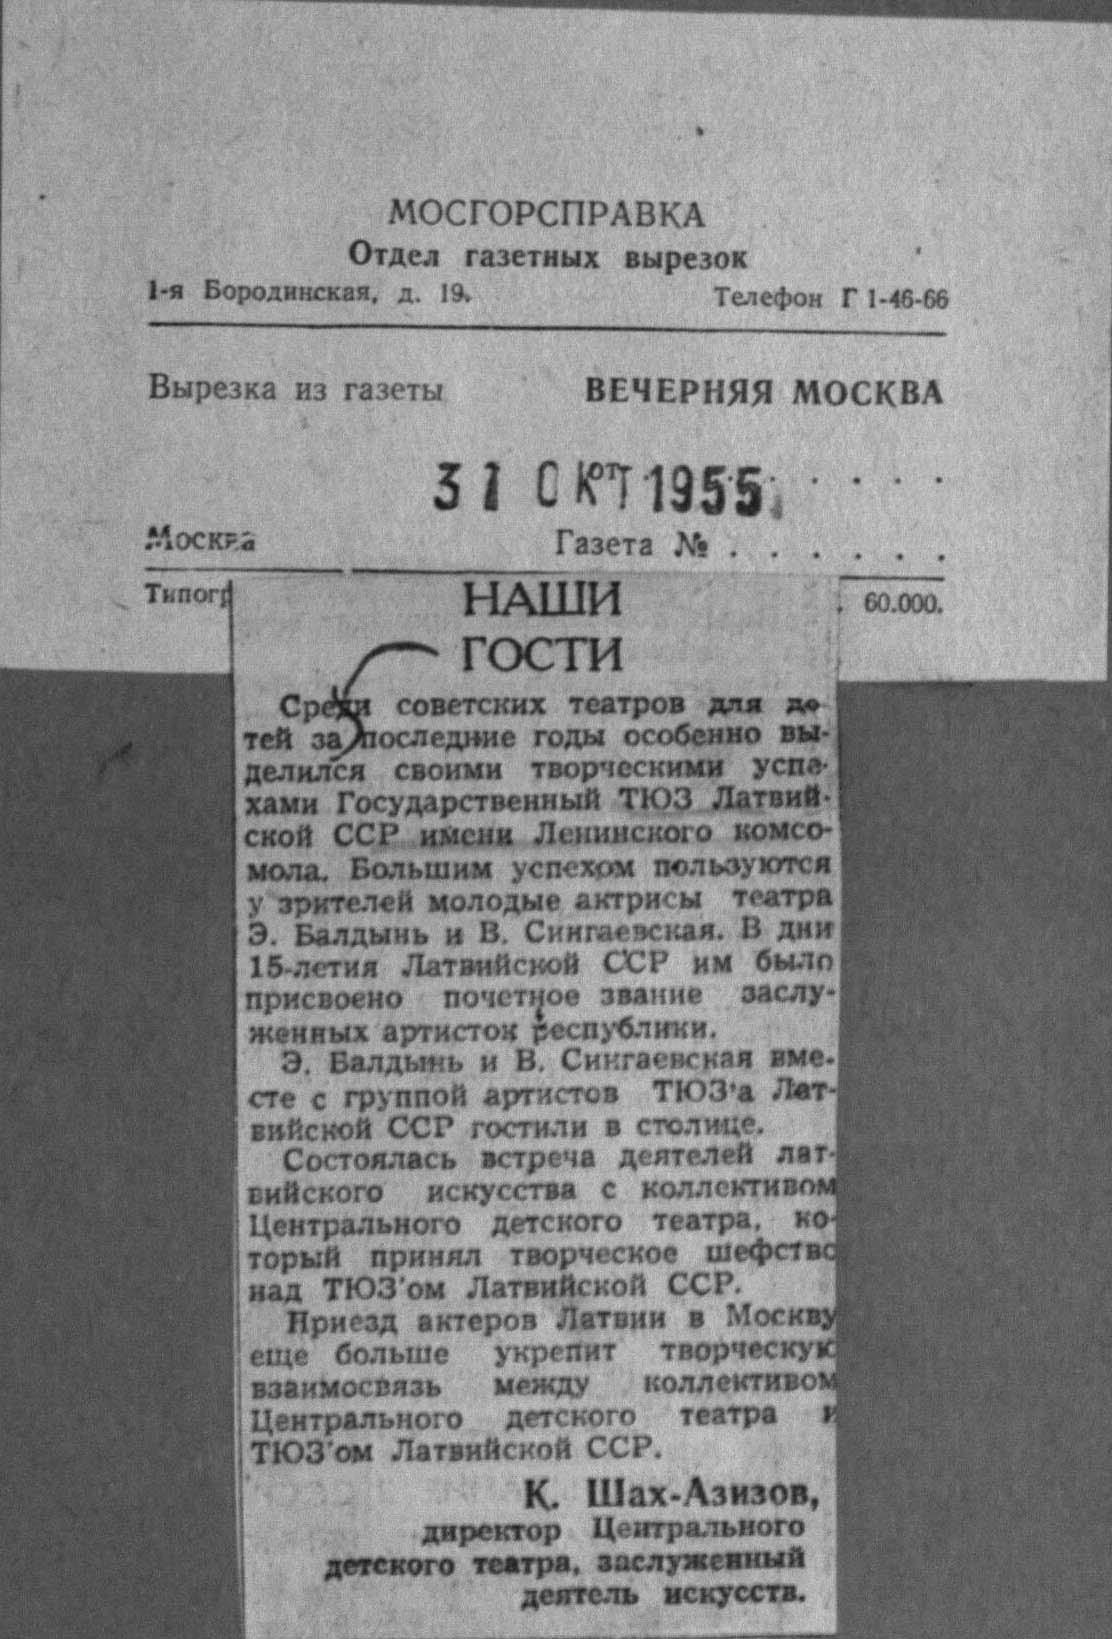 МОСГОРСПРАВКА
Отдел газетных вырезок
1-я Бородинская, д. 19. Телефон Г 1-46-66
Вырезка из газеты ВЕЧЕРНЯЯ МОСКВА
31 ОКТ 1955
Москва Газета № . . . . . .
Типогр . 60.000.
НАШИ
ГОСТИ
Среди советских театров для де-
тей за последние годы особенно вы-
делился своими творческими успе-
хами Государственный ТЮЗ Латвий-
ской ССР имени Ленинского комсо-
мола. Большим успехом пользуются
у зрителей молодые актрисы театра
Э. Балдынь и В. Сингаевская. В дни
15-летия Латвийской ССР им было
присвоено почетное звание заслу-
женных артисток республики.
Э. Балдынь и В. Сингаевская вме-
сте с группой артистов ТЮЗ'а Лат-
вийской ССР гостили в столице.
Состоялась встреча деятелей лат-
вийского искусства с коллективом
Центрального детского театра, ко-
торый принял творческое шефство
над ТЮЗ'ом Латвийской ССР.
Приезд актеров Латвии в Москву
еще больше укрепит творческую
взаимосвязь между коллективом
Центрального детского театра и
ТЮЗ'ом Латвийской ССР.
К. Шах-Азизов,
директор Центрального
детского театра, заслуженный
деятель искусств.